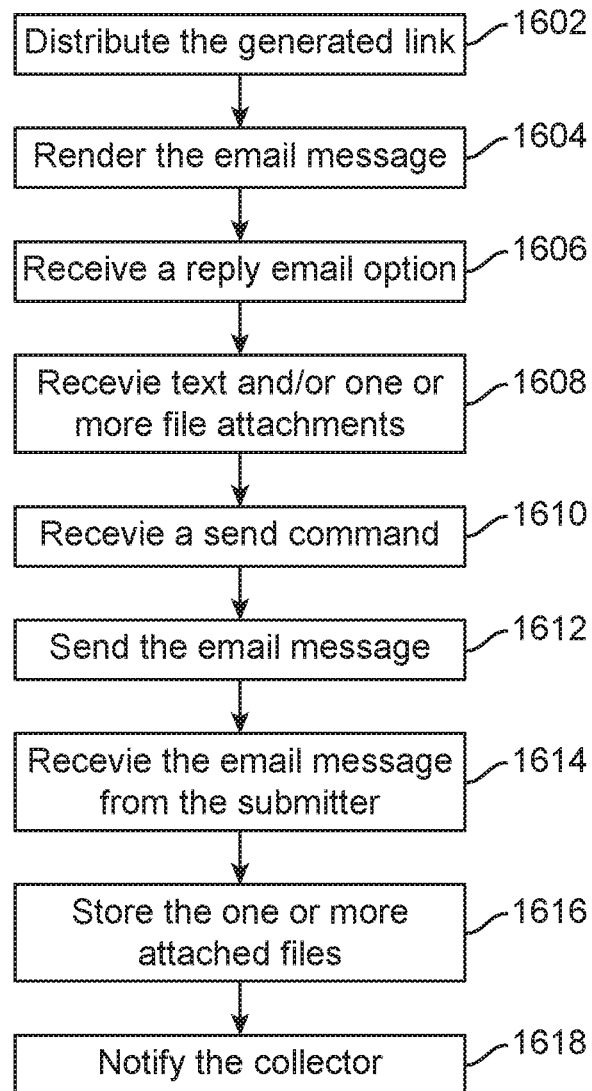 Distribute the generated link
1602
Render the email message
1604
Receive a reply email option
1606
Recevie text and/or one or
more file attachments
1608
Recevie a send command
1610
Send the email message
1612
Recevie the email message
from the submitter
1614
Store the one or more
attached files
1616
Notify the collector
1618